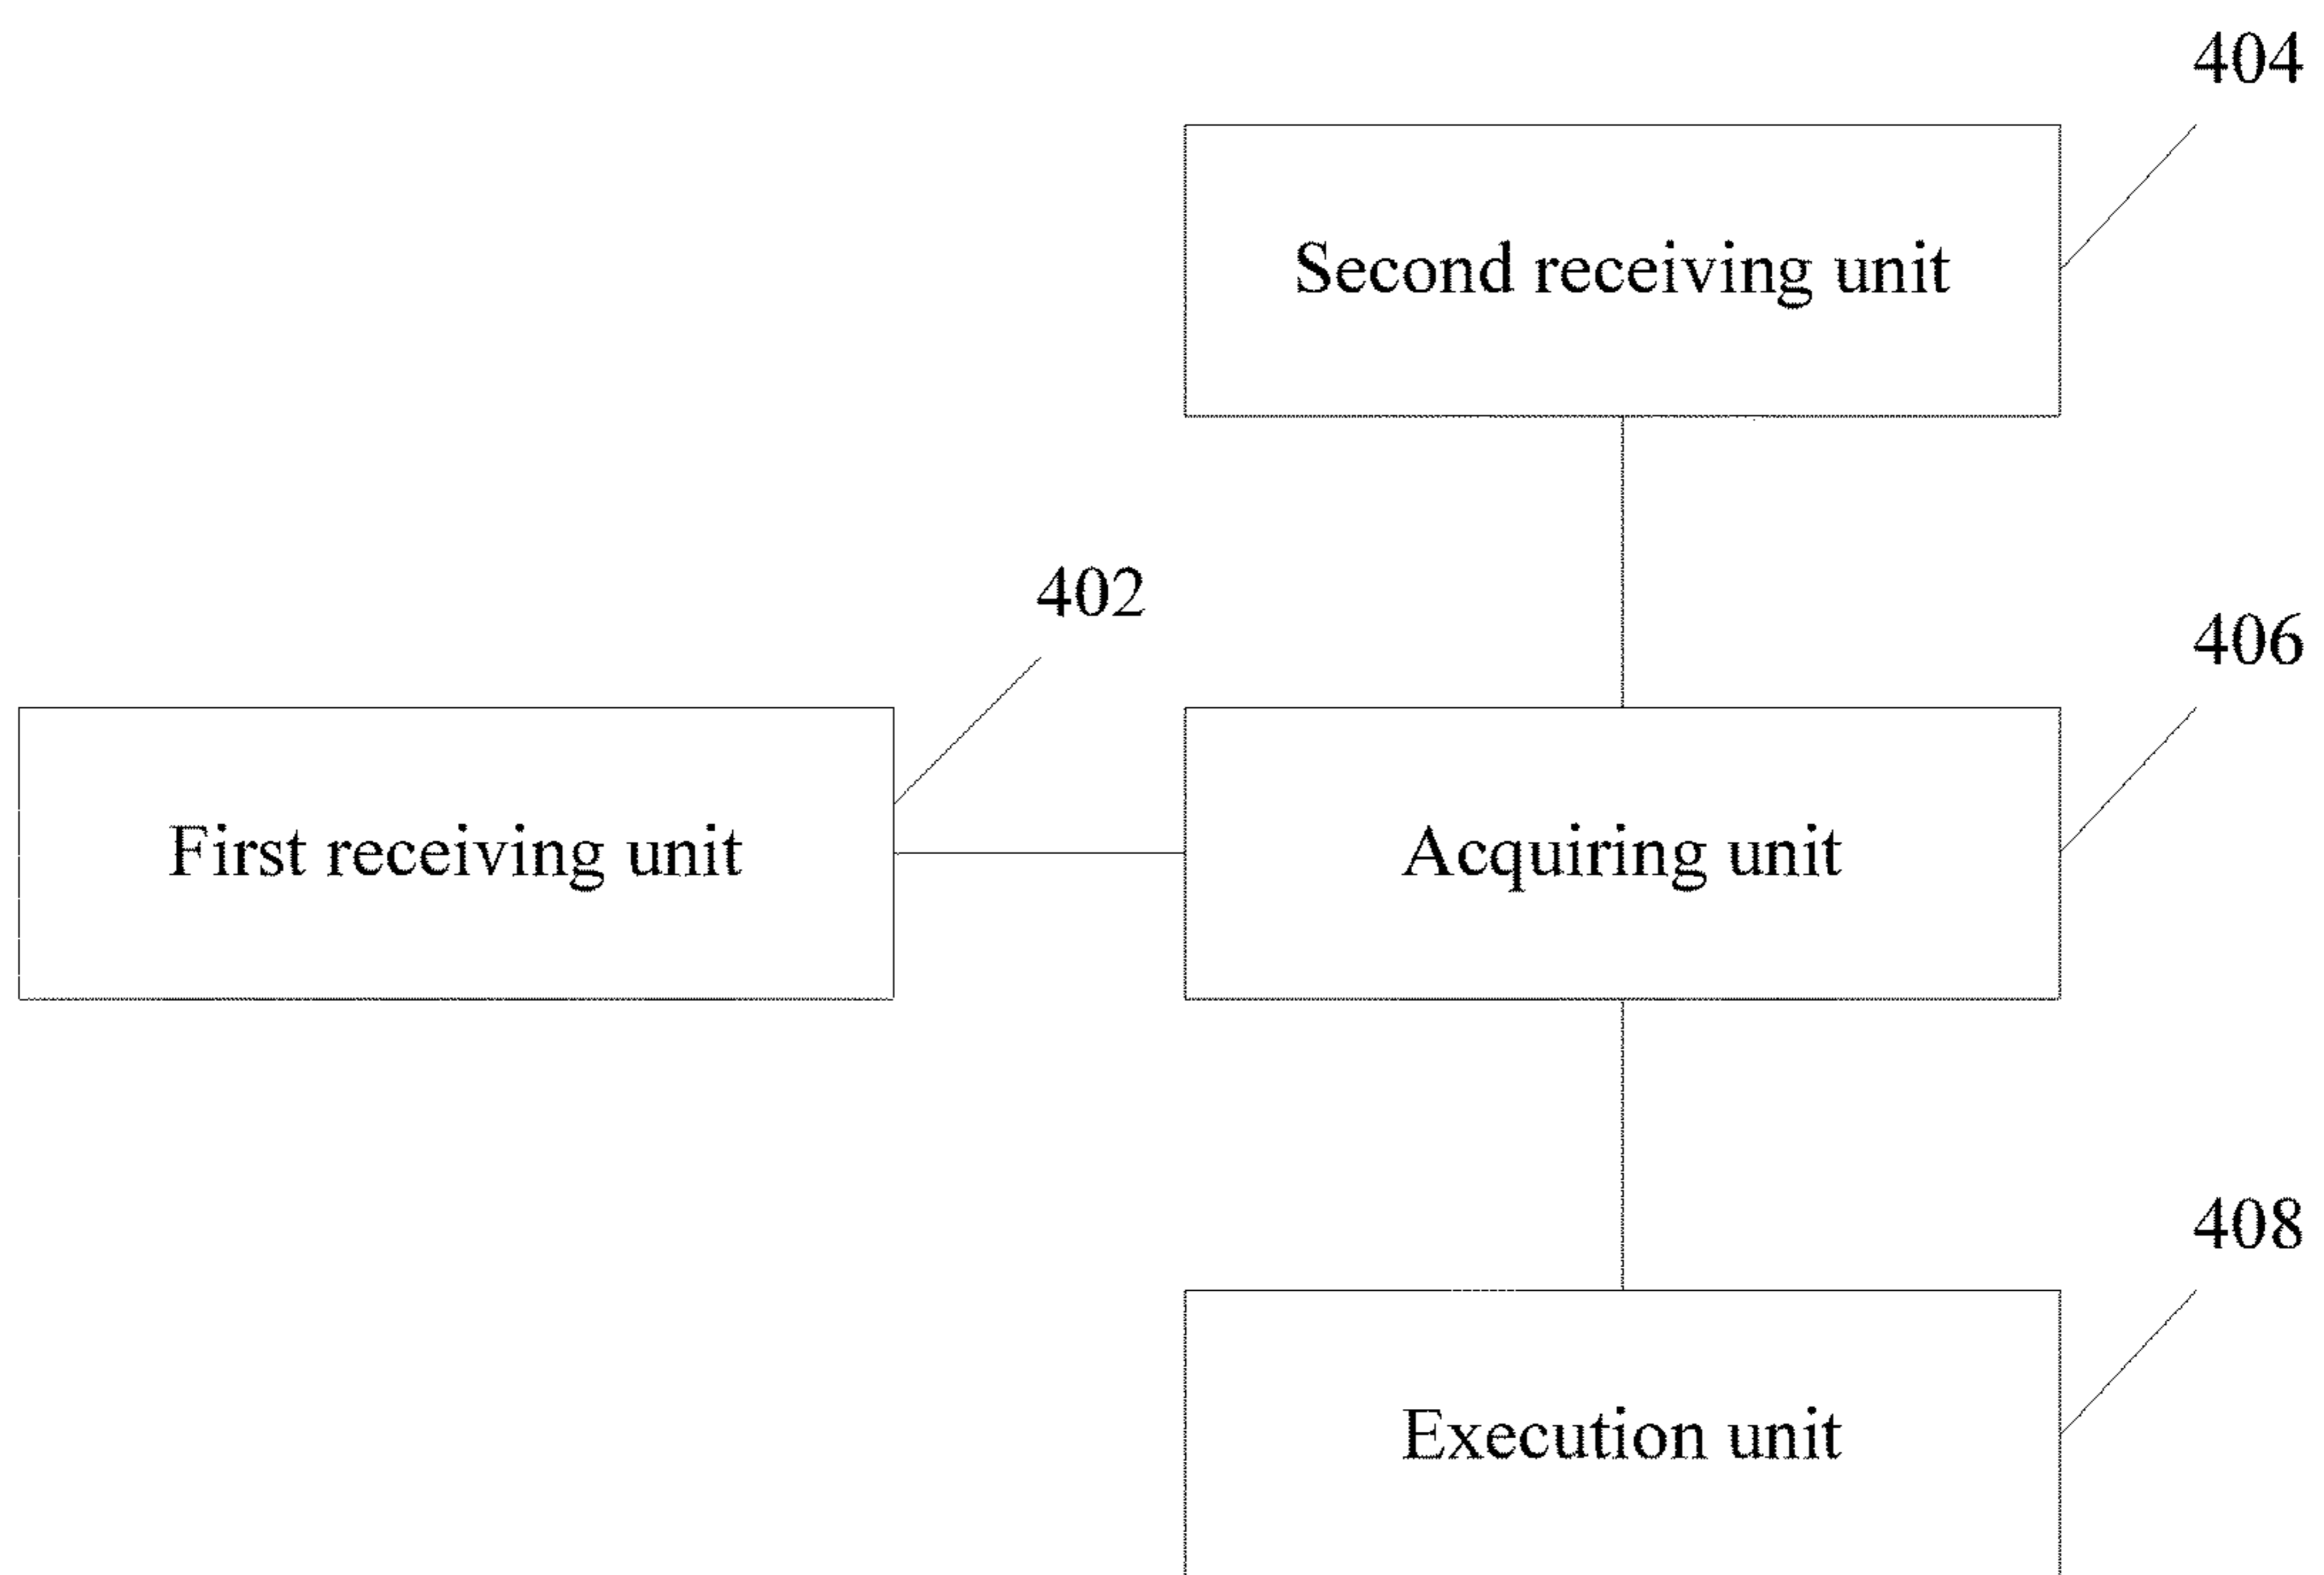 404
Second receiving unit
402
406
First receiving unit
Acquiring unit
408
Execution unit